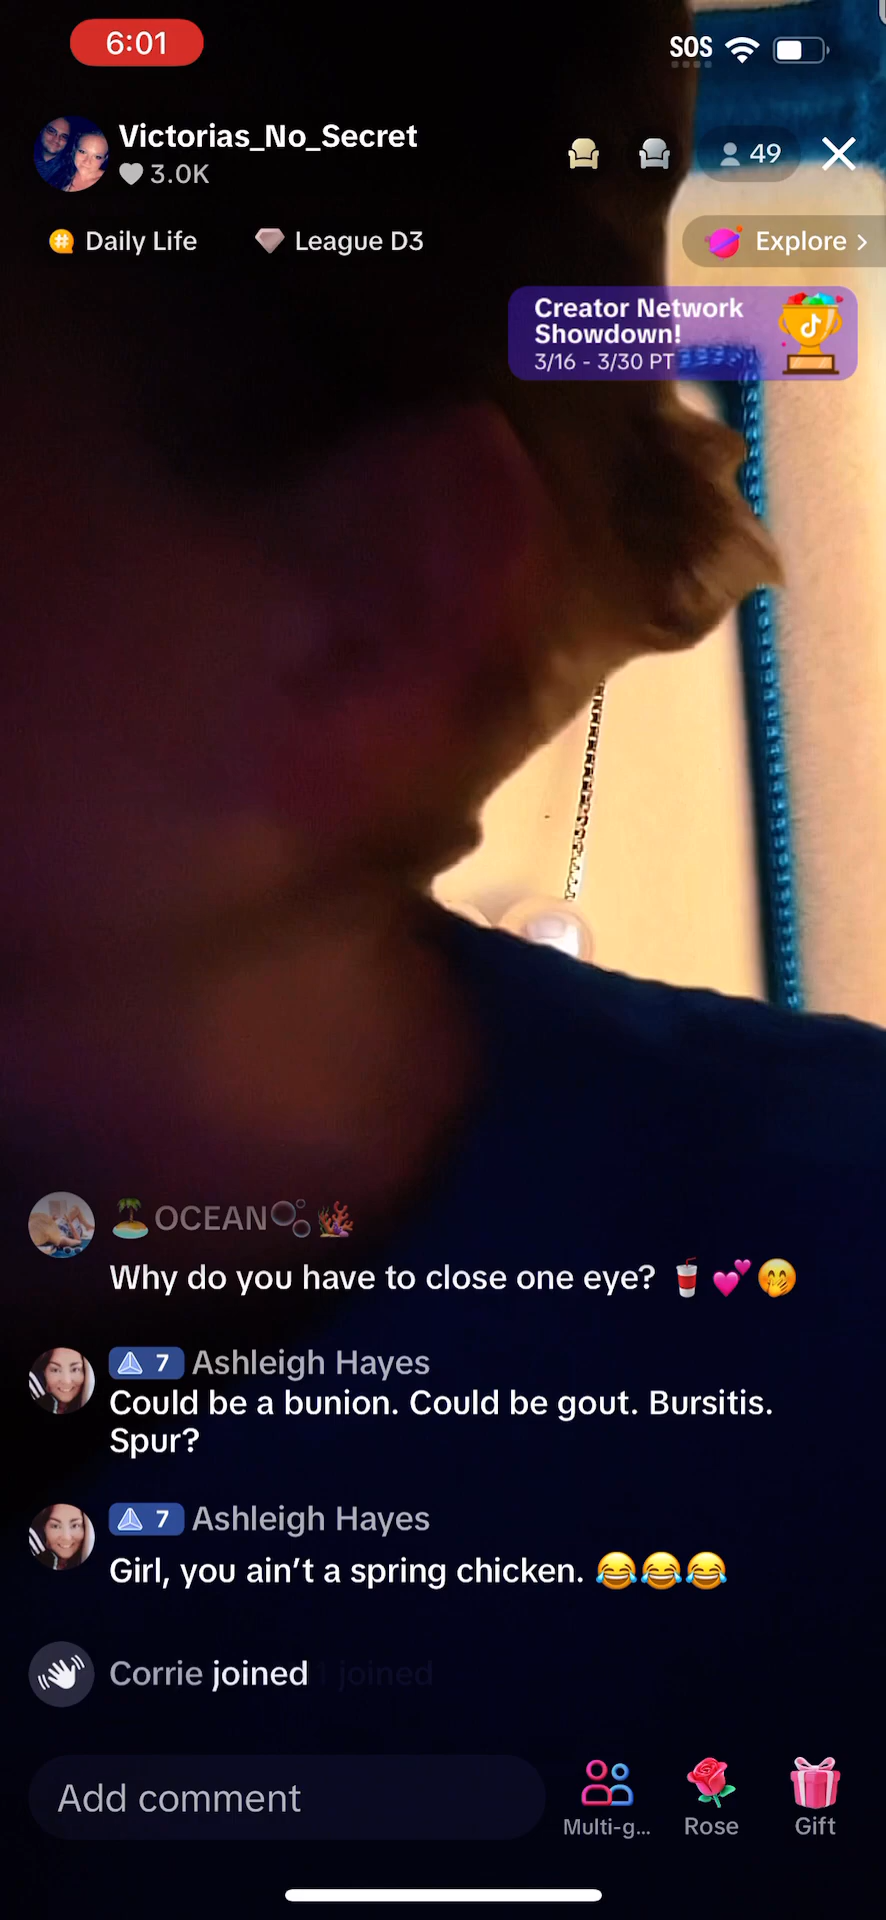 6:01
SOS
Victorias_No_Secret
3.0K
49
Daily Life
League D3
Explore >
Creator Network
Showdown!
3/16 - 3/30 PT
🏝️OCEAN🫧🪸
Why do you have to close one eye? 🥤💕🤭
7 Ashleigh Hayes
Could be a bunion. Could be gout. Bursitis.
Spur?
7 Ashleigh Hayes
Girl, you ain’t a spring chicken. 😂😂😂
Corrie joined
joined
Add comment
Multi-g...
Rose
Gift